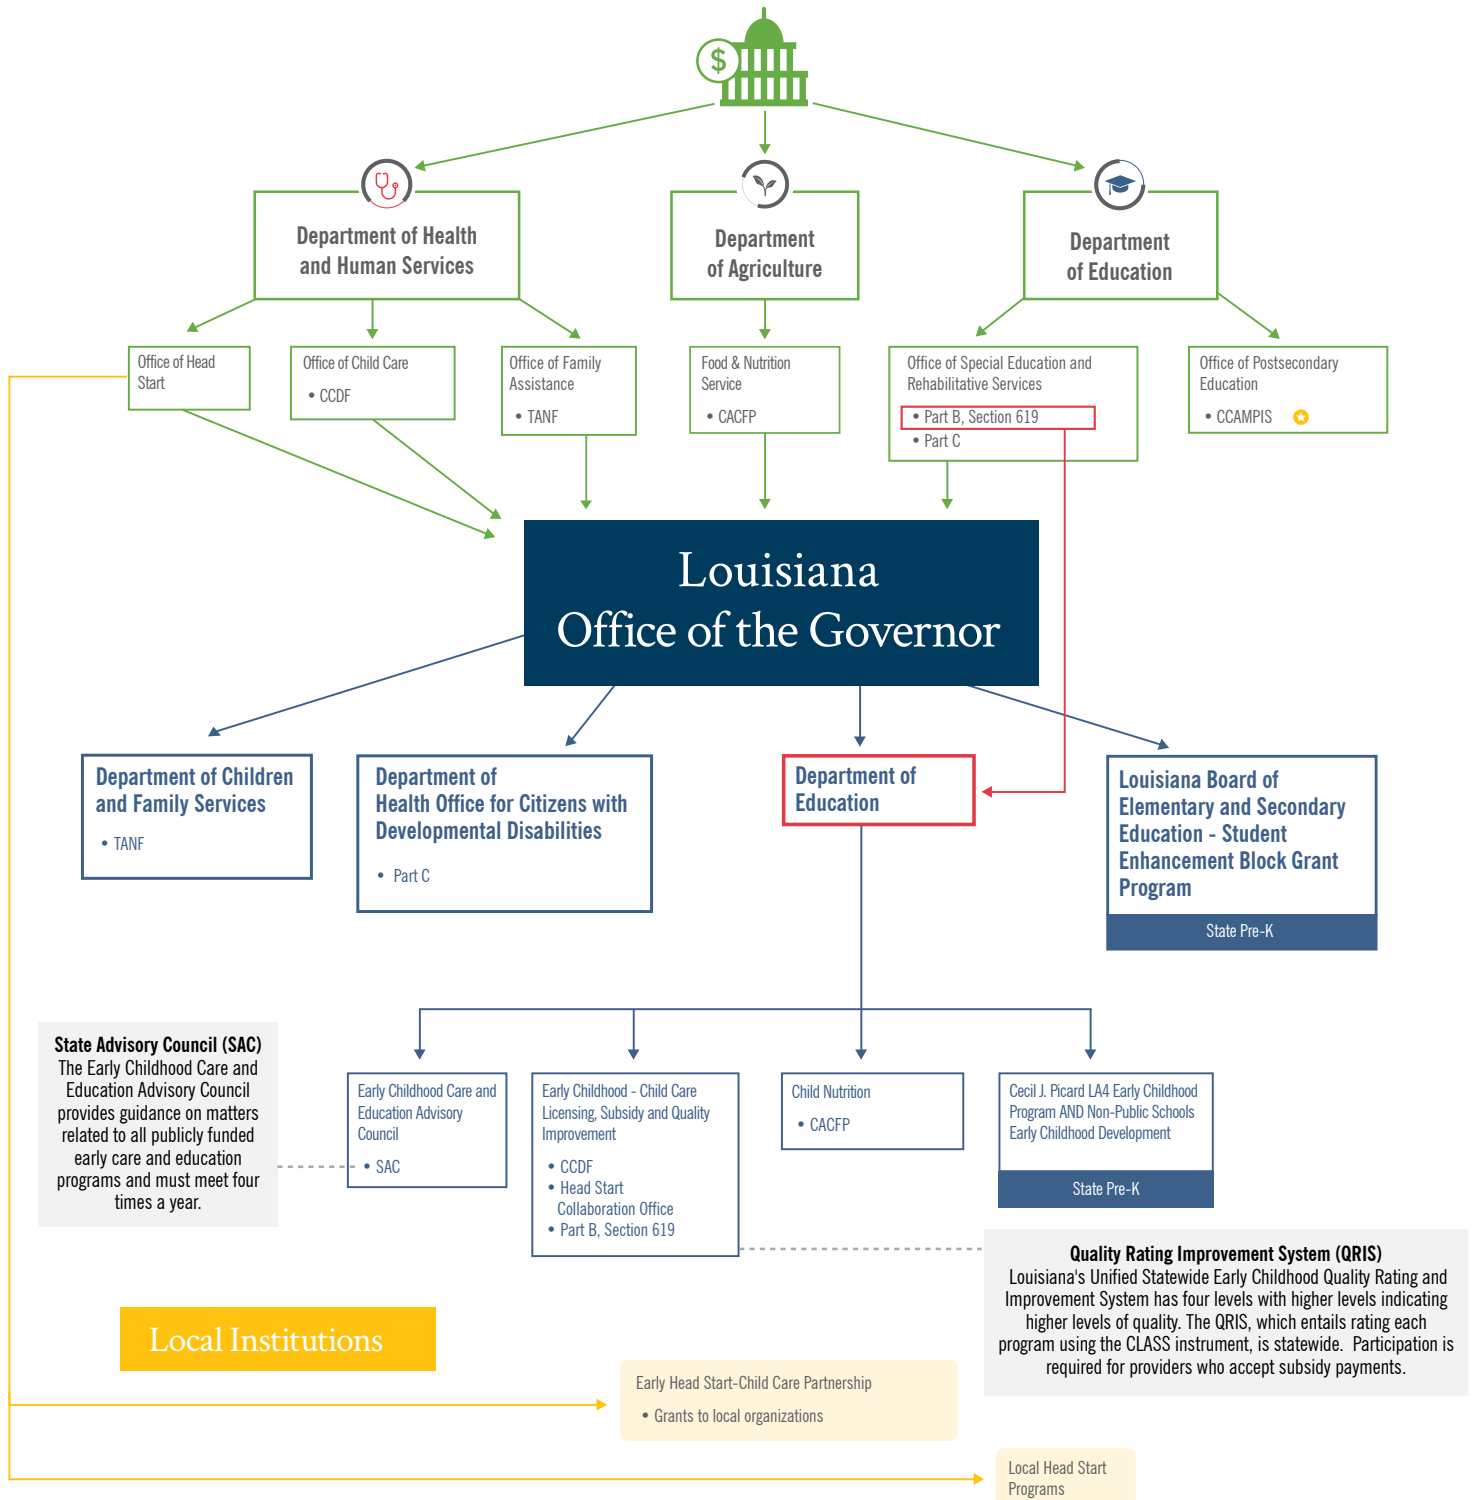 $
Department of Health
and Human Services
Department
of Agriculture
Department
of Education
Office of Head
Start
Office of Child Care
• CCDF
Office of Family
Assistance
• TANF
Food & Nutrition
Service
• CACFP
Office of Special Education and
Rehabilitative Services
• Part B, Section 619
• Part C
Office of Postsecondary
Education
• CCAMPIS
Louisiana
Office of the Governor
Department of Children
and Family Services
• TANF
Department of
Health Office for Citizens with
Developmental Disabilities
• Part C
Department of
Education
Louisiana Board of
Elementary and Secondary
Education - Student
Enhancement Block Grant
Program
State Pre-K
State Advisory Council (SAC)
The Early Childhood Care and
Education Advisory Council
provides guidance on matters
related to all publicly funded
early care and education
programs and must meet four
times a year.
Early Childhood Care and
Education Advisory
Council
• SAC
Early Childhood - Child Care
Licensing, Subsidy and Quality
Improvement
• CCDF
• Head Start
Collaboration Office
• Part B, Section 619
Child Nutrition
• CACFP
Cecil J. Picard LA4 Early Childhood
Program AND Non-Public Schools
Early Childhood Development
State Pre-K
Quality Rating Improvement System (QRIS)
Louisiana's Unified Statewide Early Childhood Quality Rating and
Improvement System has four levels with higher levels indicating
higher levels of quality. The QRIS, which entails rating each
program using the CLASS instrument, is statewide. Participation is
required for providers who accept subsidy payments.
Local Institutions
Early Head Start-Child Care Partnership
• Grants to local organizations
Local Head Start
Programs